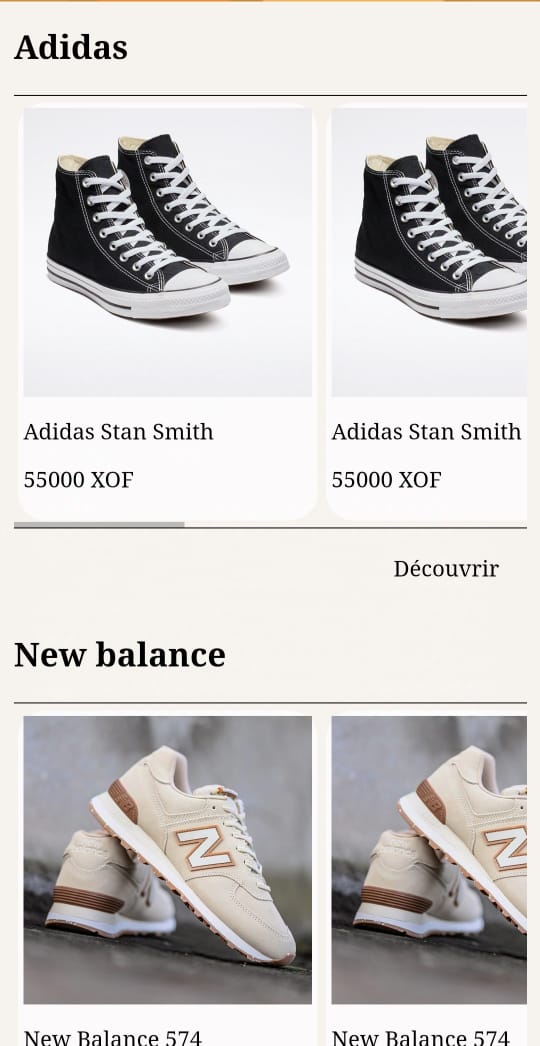 Adidas
Adidas Stan Smith
Adidas Stan Smith
55000 XOF
55000 XOF
Découvrir
New balance
N
N
New Balance 574
New Balance 574